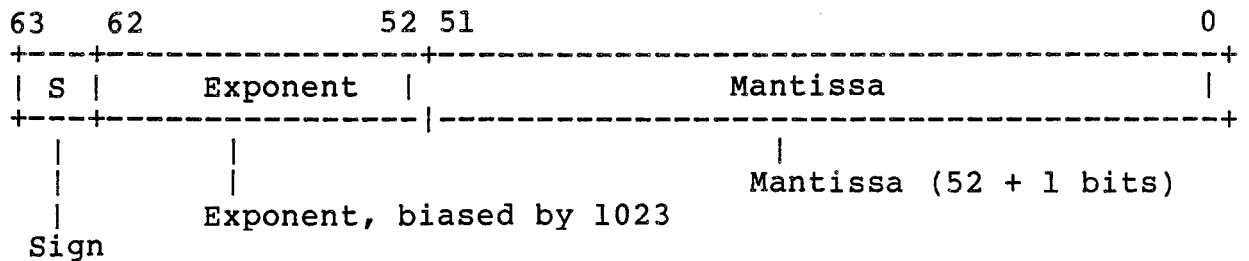 63 62 52 51 0
S Exponent Mantissa
Mantissa (52 + 1 bits)
Exponent, biased by 1023
Sign